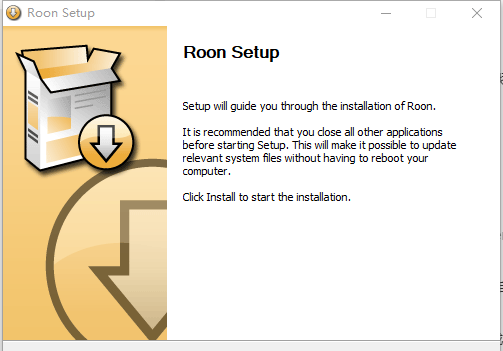 Roon Setup
Roon Setup
Setup will guide you through the installation of Roon.
It is recommended that you close all other applications
before starting Setup. This will make it possible to update
relevant system files without having to reboot your
computer.
Click Install to start the installation.